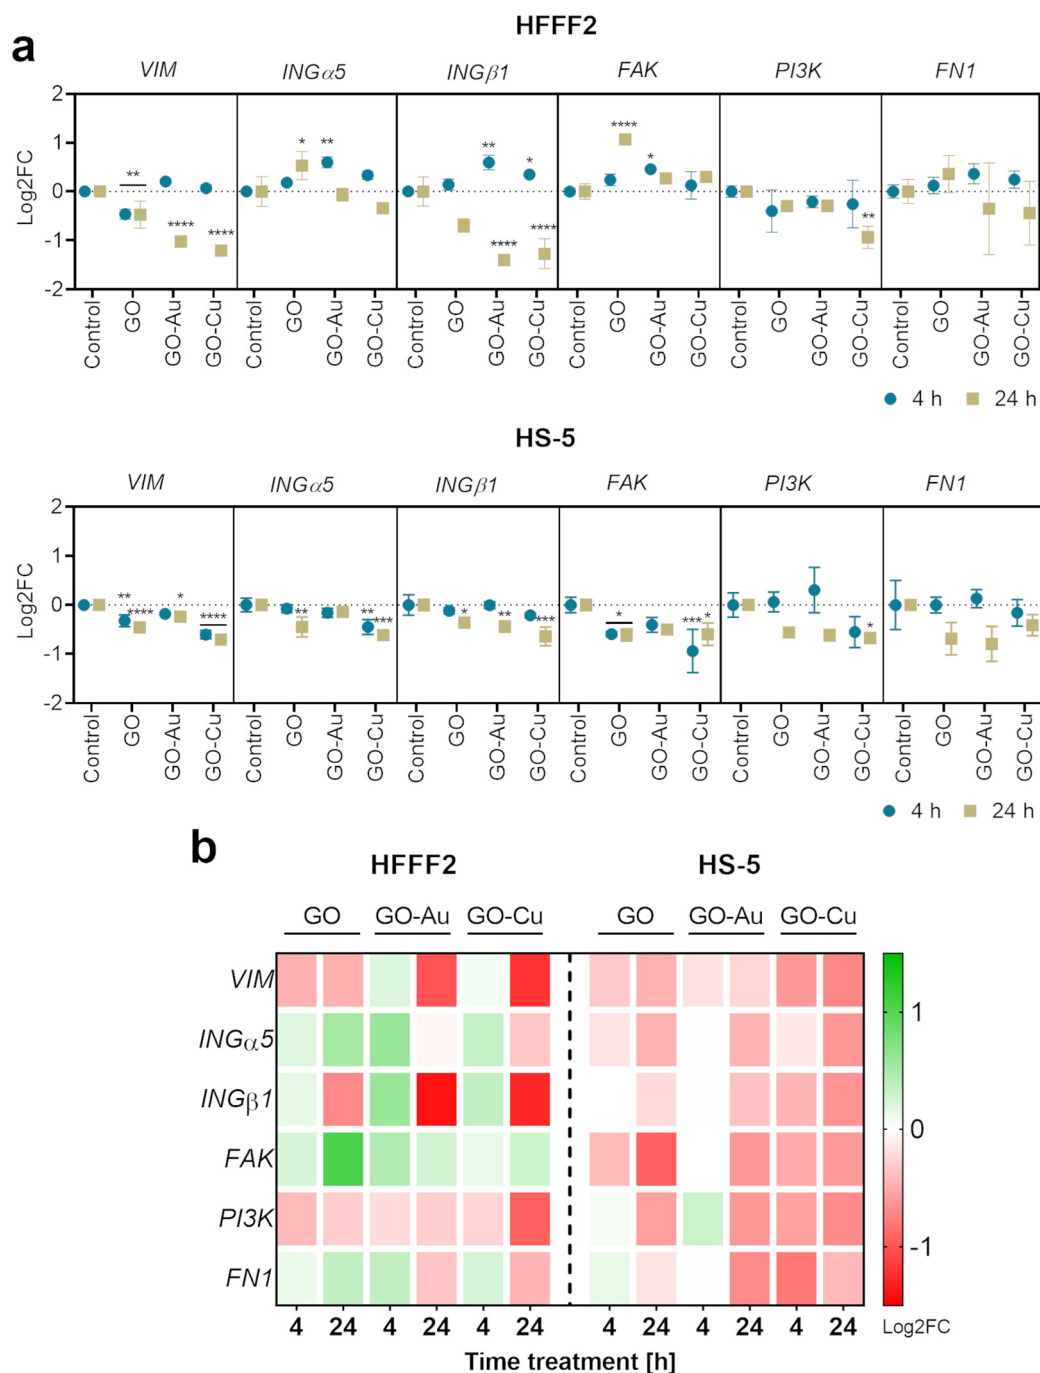 a
HFFF2
VIM INGα5 INGβ1 FAK PI3K FN1
2
1
0
-1
-2
Log2FC
** **** **** * ** ** **** * **** **** * **
Control GO GO-Au GO-Cu Control GO GO-Au GO-Cu Control GO GO-Au GO-Cu Control GO GO-Au GO-Cu Control GO GO-Au GO-Cu Control GO GO-Au GO-Cu
4 h 24 h
HS-5
VIM INGα5 INGβ1 FAK PI3K FN1
2
1
0
-1
-2
Log2FC
** **** * **** ** ** *** * ** *** * *** * *
Control GO GO-Au GO-Cu Control GO GO-Au GO-Cu Control GO GO-Au GO-Cu Control GO GO-Au GO-Cu Control GO GO-Au GO-Cu Control GO GO-Au GO-Cu
4 h 24 h
b
HFFF2 HS-5
GO GO-Au GO-Cu GO GO-Au GO-Cu
VIM
INGα5
INGβ1
FAK
PI3K
FN1
1
0
-1
Log2FC
4 24 4 24 4 24 4 24 4 24 4 24
Time treatment [h]